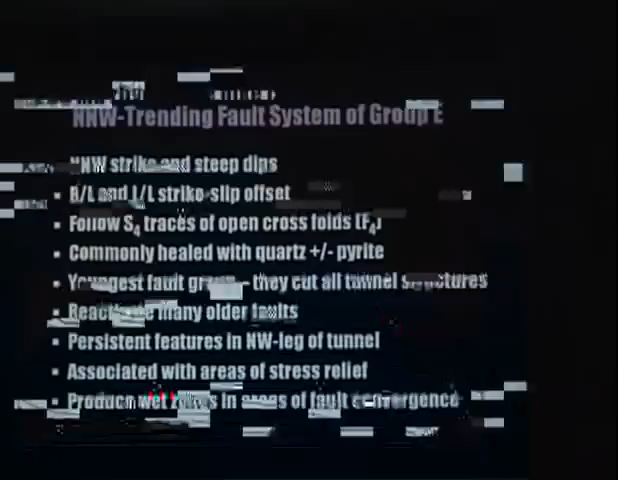 NNW-Trending Fault System of Group E
NNW strike and steep dips
▪ R/L and L/L strike-slip offset
▪ Follow S4 traces of open cross folds (F4)
▪ Commonly healed with quartz +/- pyrite
▪ Youngest fault group - they cut all tunnel structures
▪ Reactivate many older faults
▪ Persistent features in NW-leg of tunnel
▪ Associated with areas of stress relief
▪ Produce wet zones in areas of fault convergence